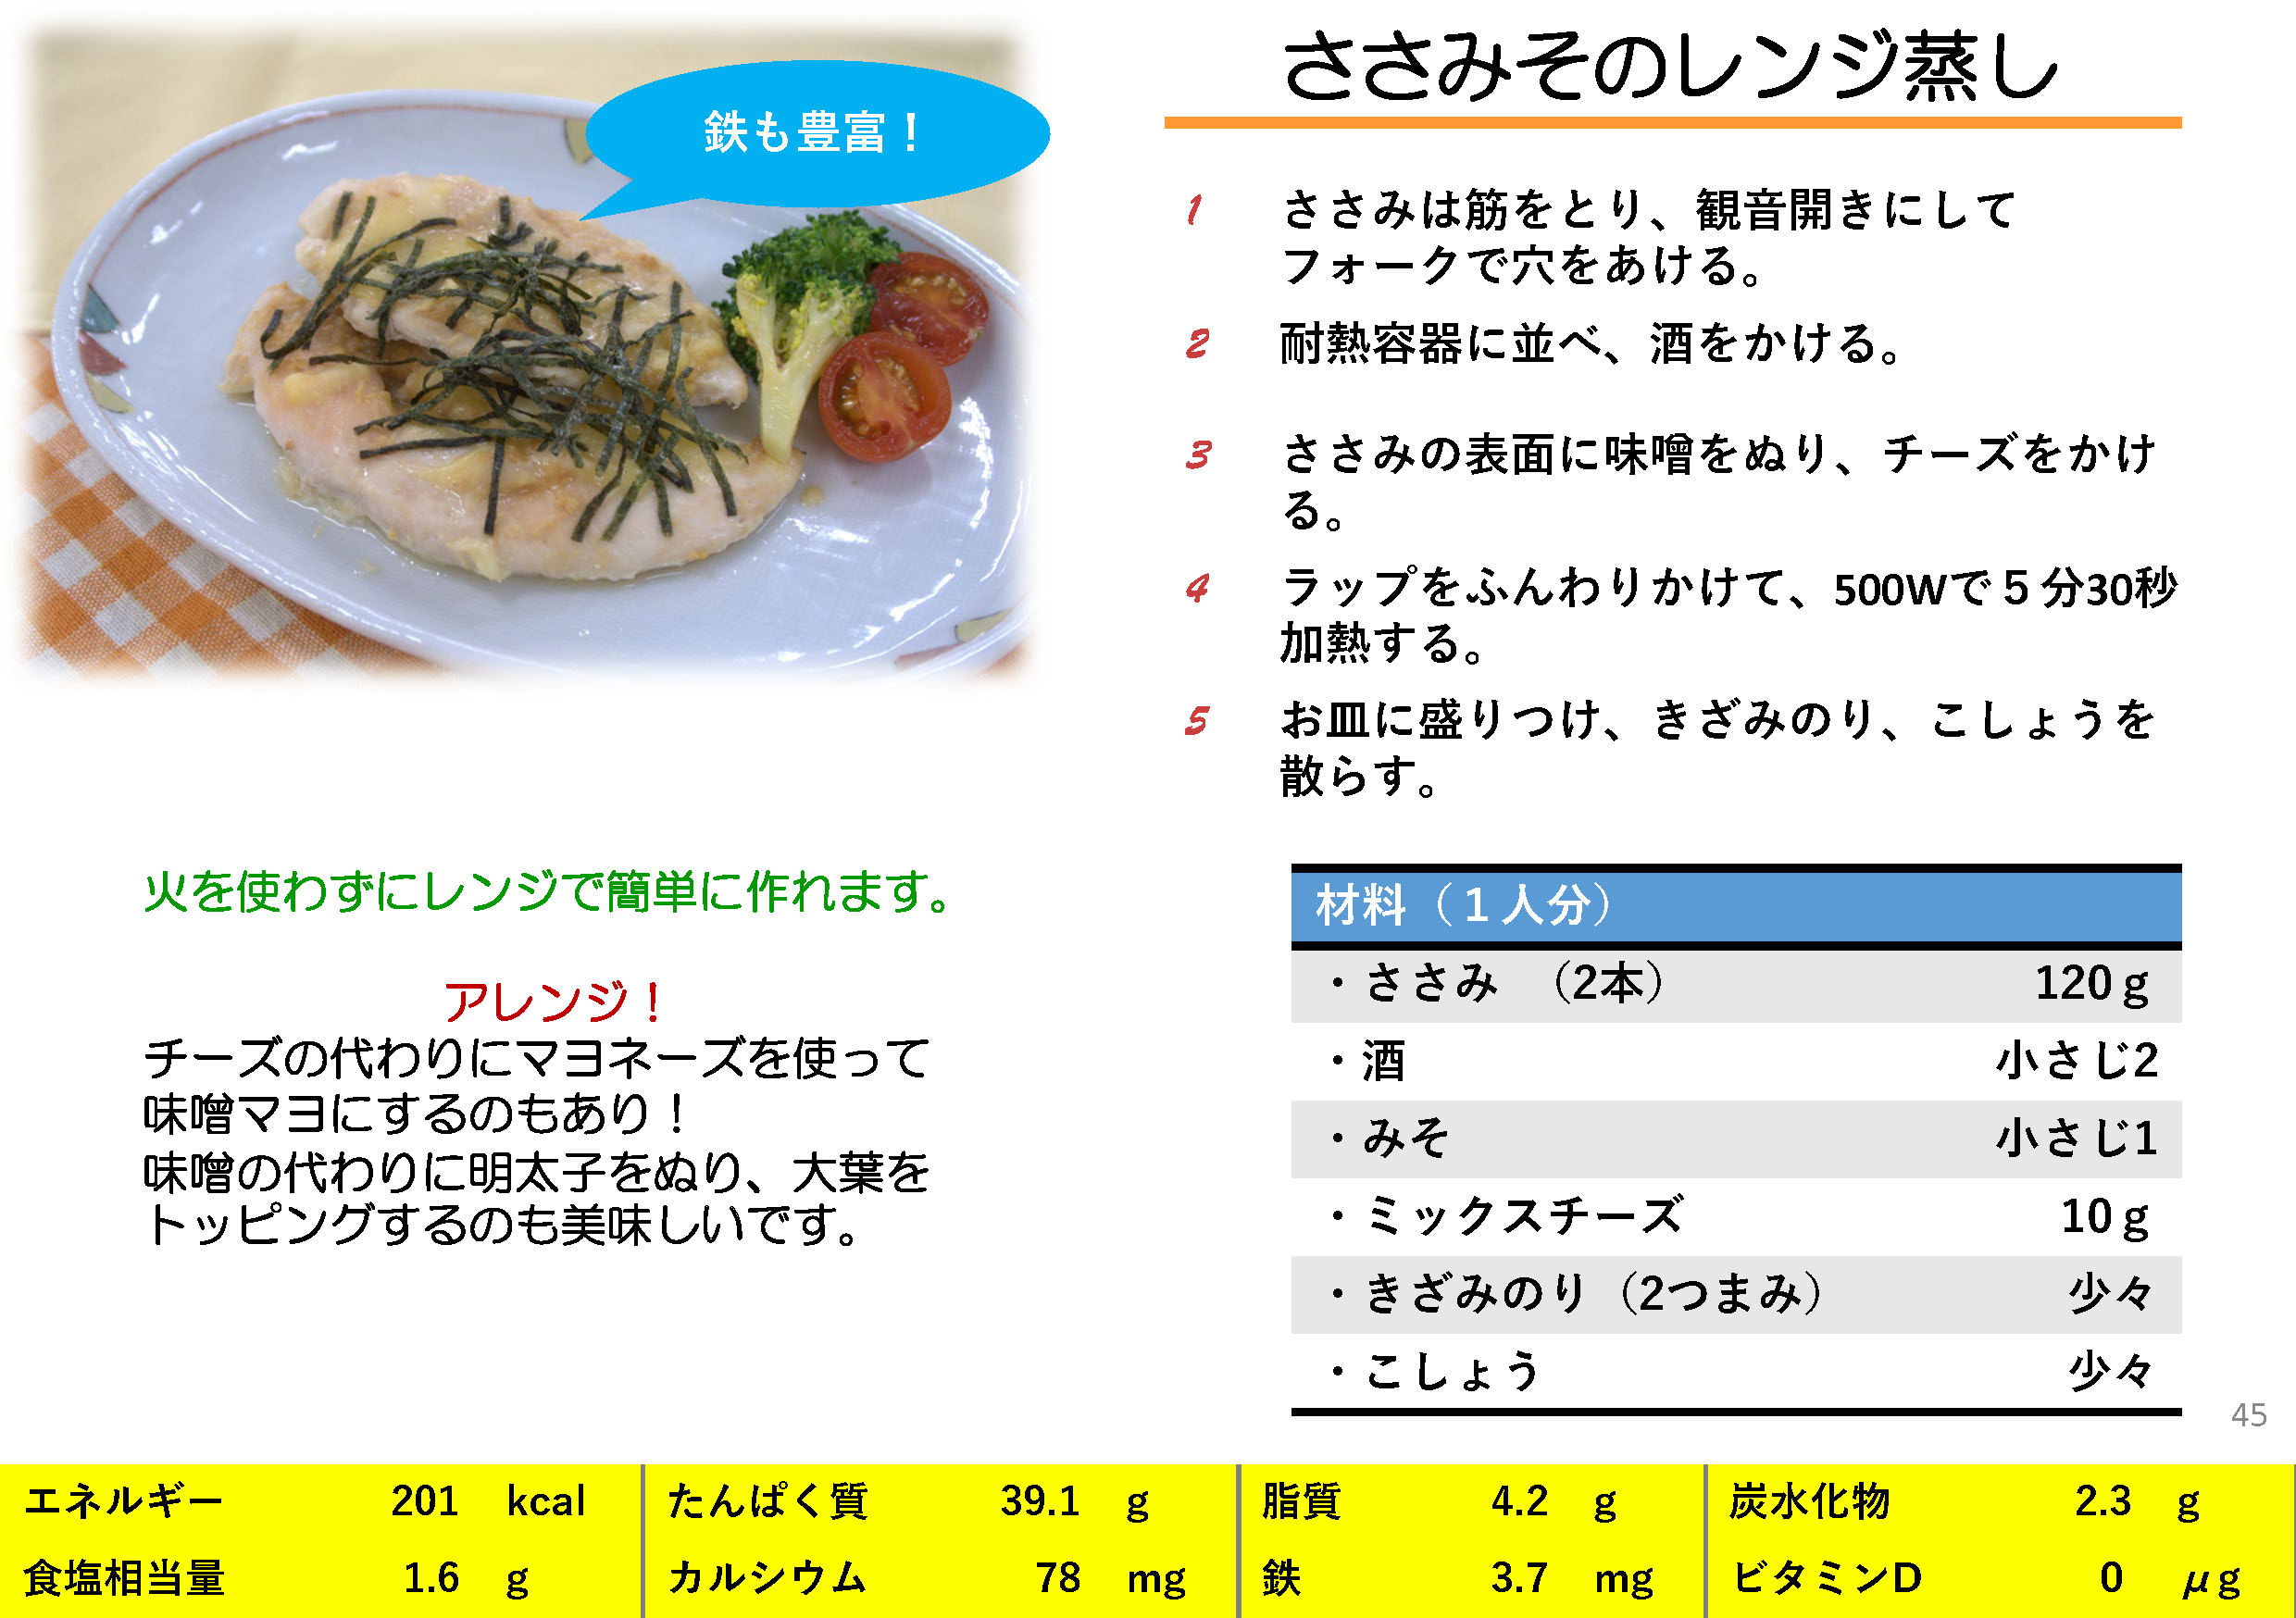 ささみそのレンジ蒸し
鉄も豊富！
1 ささみは筋をとり、観音開きにして
フォークで穴をあける。
2 耐熱容器に並べ、酒をかける。
3 ささみの表面に味噌をぬり、チーズをかけ
る。
4 ラップをふんわりかけて、500Wで５分30秒
加熱する。
5 お皿に盛りつけ、きざみのり、こしょうを
散らす。
火を使わずにレンジで簡単に作れます。
アレンジ！
チーズの代わりにマヨネーズを使って
味噌マヨにするのもあり！
味噌の代わりに明太子をぬり、大葉を
トッピングするのも美味しいです。
材料（１人分）
・ささみ （2本） 120ｇ
・酒 小さじ2
・みそ 小さじ1
・ミックスチーズ 10ｇ
・きざみのり（2つまみ） 少々
・こしょう 少々
45
エネルギー 201 kcal たんぱく質 39.1 g 脂質 4.2 g 炭水化物 2.3 g
食塩相当量 1.6 g カルシウム 78 mg 鉄 3.7 mg ビタミンD 0 μg